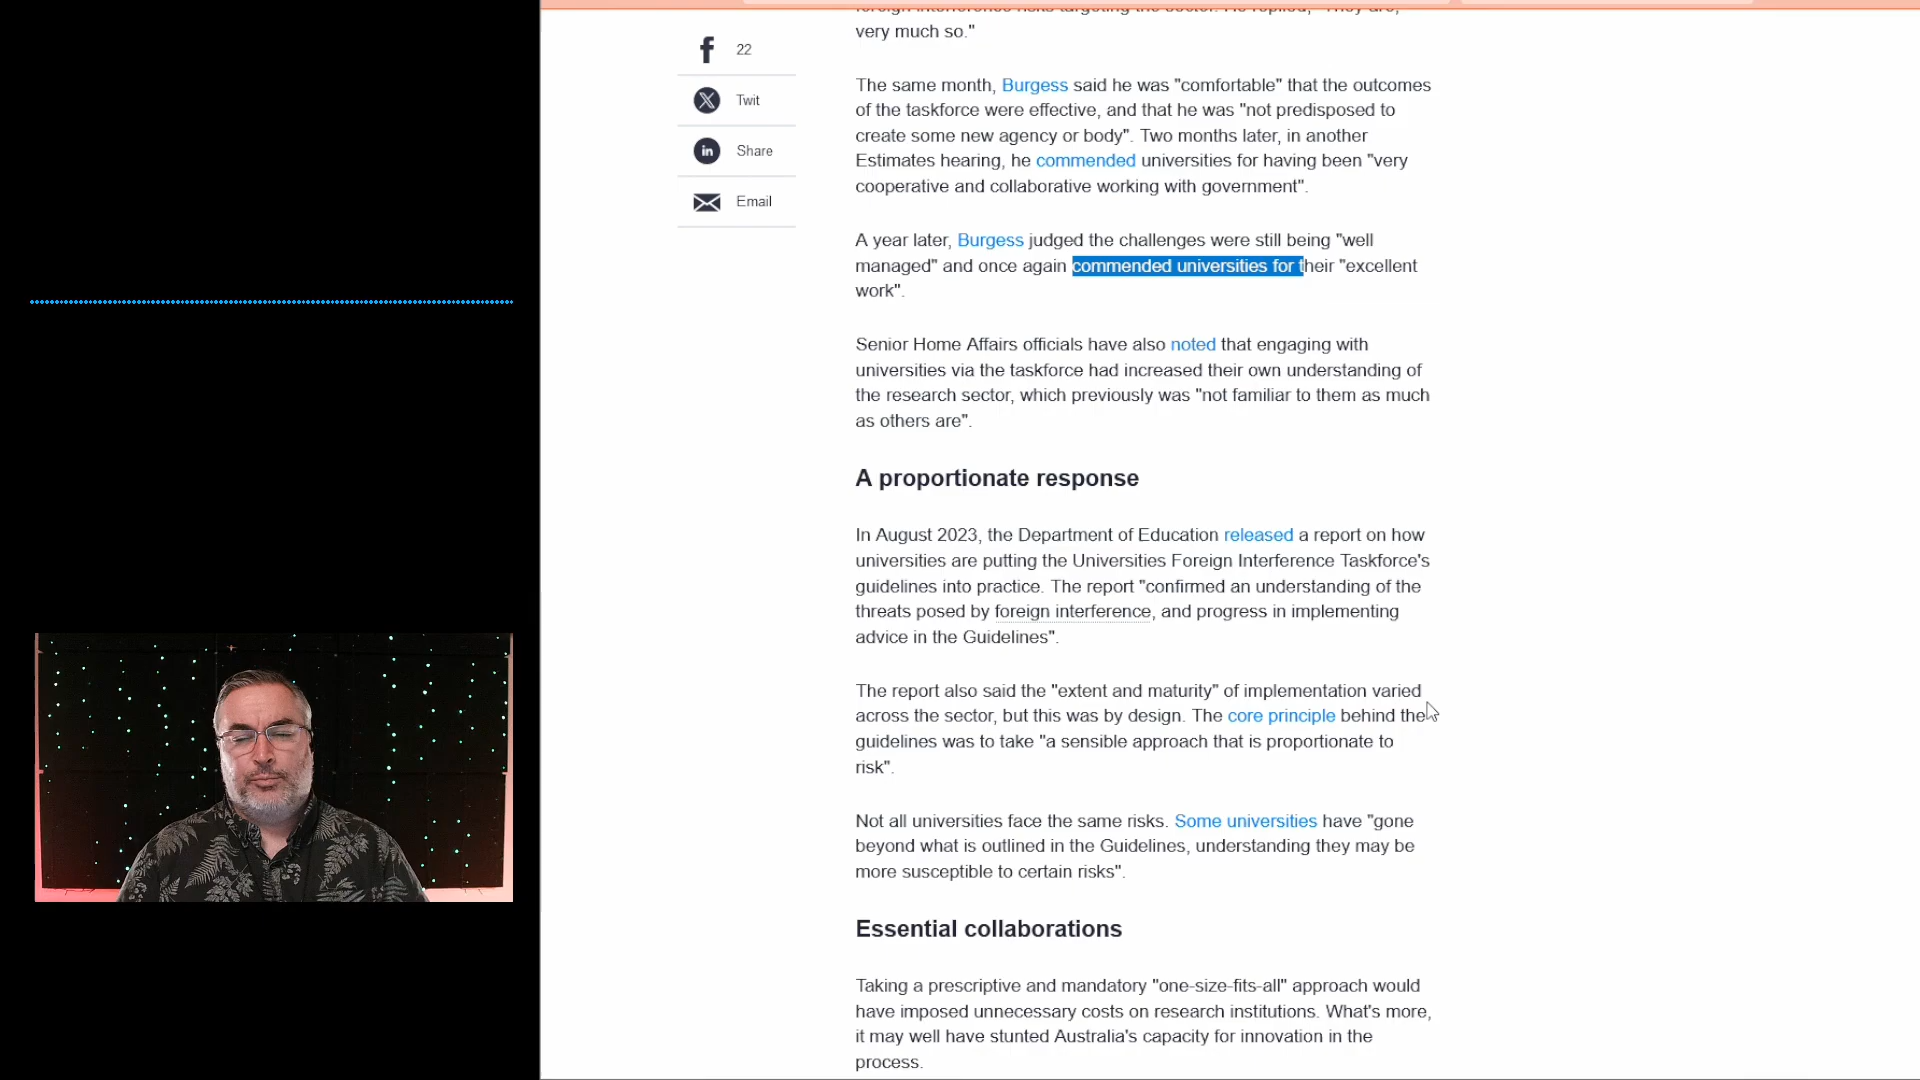 foreign interference risks targeting the sector. He replied, "They are,
very much so."
22
Twit
Share
Email
The same month, Burgess said he was "comfortable" that the outcomes
of the taskforce were effective, and that he was "not predisposed to
create some new agency or body". Two months later, in another
Estimates hearing, he commended universities for having been "very
cooperative and collaborative working with government".
A year later, Burgess judged the challenges were still being "well
managed" and once again commended universities for their "excellent
work".
Senior Home Affairs officials have also noted that engaging with
universities via the taskforce had increased their own understanding of
the research sector, which previously was "not familiar to them as much
as others are".
A proportionate response
In August 2023, the Department of Education released a report on how
universities are putting the Universities Foreign Interference Taskforce's
guidelines into practice. The report "confirmed an understanding of the
threats posed by foreign interference, and progress in implementing
advice in the Guidelines".
The report also said the "extent and maturity" of implementation varied
across the sector, but this was by design. The core principle behind the
guidelines was to take "a sensible approach that is proportionate to
risk".
Not all universities face the same risks. Some universities have "gone
beyond what is outlined in the Guidelines, understanding they may be
more susceptible to certain risks".
Essential collaborations
Taking a prescriptive and mandatory "one-size-fits-all" approach would
have imposed unnecessary costs on research institutions. What's more,
it may well have stunted Australia's capacity for innovation in the
process.